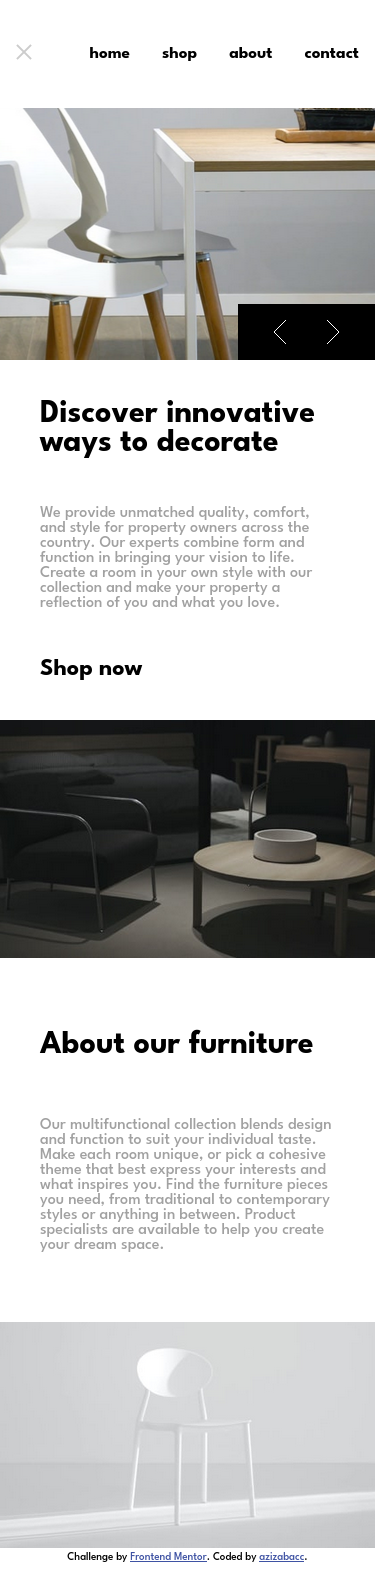 home shop about contact
Discover innovative
ways to decorate
We provide unmatched quality, comfort,
and style for property owners across the
country. Our experts combine form and
function in bringing your vision to life.
Create a room in your own style with our
collection and make your property a
reflection of you and what you love.
Shop now
About our furniture
Our multifunctional collection blends design
and function to suit your individual taste.
Make each room unique, or pick a cohesive
theme that best express your interests and
what inspires you. Find the furniture pieces
you need, from traditional to contemporary
styles or anything in between. Product
specialists are available to help you create
your dream space.
Challenge by Frontend Mentor. Coded by azizabacc.